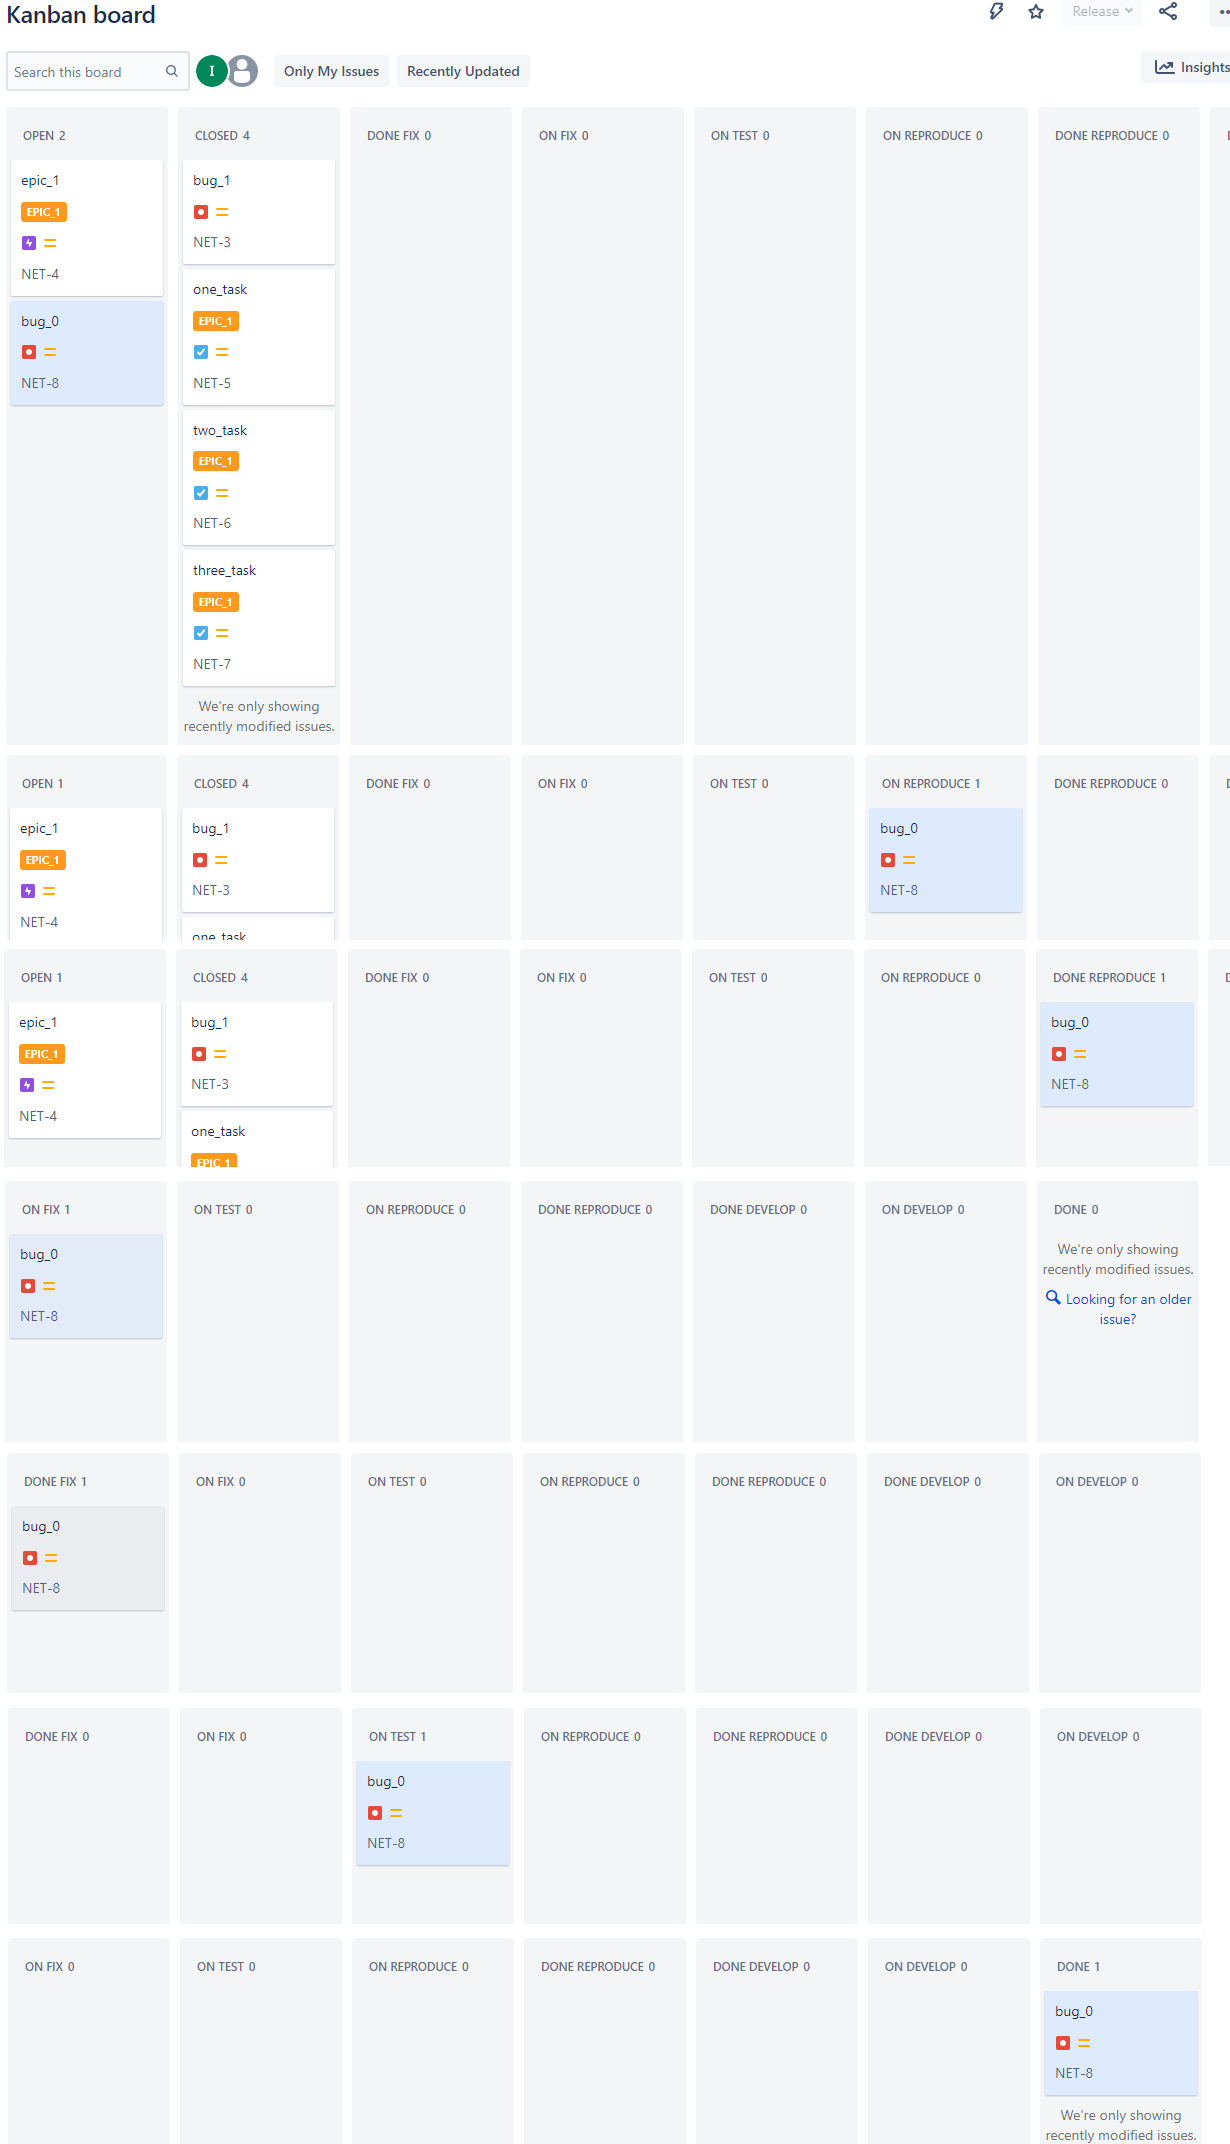 Kanban board
Release
Search this board
I
Only My Issues
Recently Updated
Insights
OPEN 2
CLOSED 4
DONE FIX 0
ON FIX 0
ON TEST 0
ON REPRODUCE 0
DONE REPRODUCE 0
epic_1
EPIC_1
NET-4
bug_0
NET-8
bug_1
NET-3
one_task
EPIC_1
NET-5
two_task
EPIC_1
NET-6
three_task
EPIC_1
NET-7
We're only showing
recently modified issues.
OPEN 1
CLOSED 4
DONE FIX 0
ON FIX 0
ON TEST 0
ON REPRODUCE 1
DONE REPRODUCE 0
epic_1
EPIC_1
NET-4
bug_1
NET-3
one_task
bug_0
NET-8
OPEN 1
CLOSED 4
DONE FIX 0
ON FIX 0
ON TEST 0
ON REPRODUCE 0
DONE REPRODUCE 1
epic_1
EPIC_1
NET-4
bug_1
NET-3
one_task
EPIC_1
bug_0
NET-8
ON FIX 1
ON TEST 0
ON REPRODUCE 0
DONE REPRODUCE 0
DONE DEVELOP 0
ON DEVELOP 0
DONE 0
bug_0
NET-8
We're only showing
recently modified issues.
Looking for an older
issue?
DONE FIX 1
ON FIX 0
ON TEST 0
ON REPRODUCE 0
DONE REPRODUCE 0
DONE DEVELOP 0
ON DEVELOP 0
bug_0
NET-8
DONE FIX 0
ON FIX 0
ON TEST 1
ON REPRODUCE 0
DONE REPRODUCE 0
DONE DEVELOP 0
ON DEVELOP 0
bug_0
NET-8
ON FIX 0
ON TEST 0
ON REPRODUCE 0
DONE REPRODUCE 0
DONE DEVELOP 0
ON DEVELOP 0
DONE 1
bug_0
NET-8
We're only showing
recently modified issues.